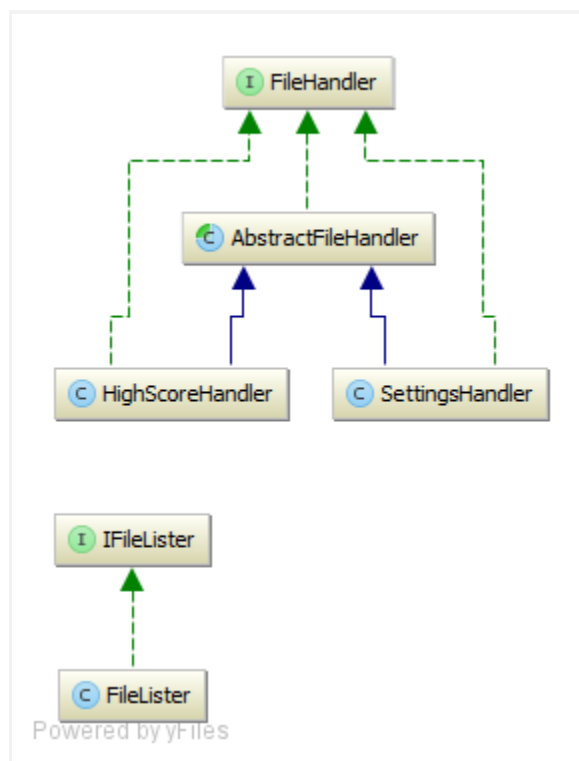 I FileHandler
C AbstractFileHandler
C HighScoreHandler
C SettingsHandler
I IFileLister
C FileLister
Powered by yFiles